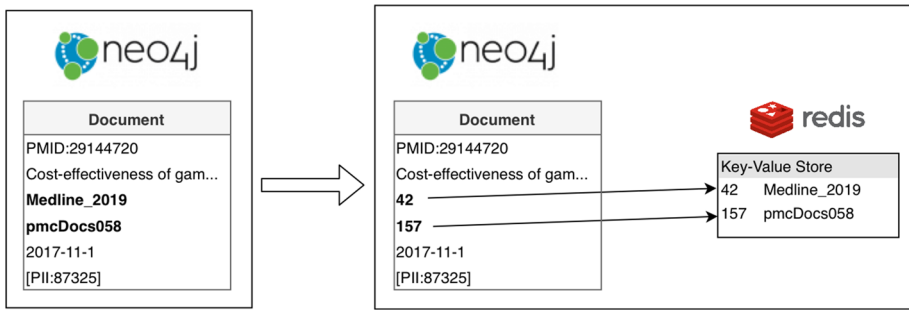 neo4j
Document
PMID:29144720
Cost-effectiveness of gam...
Medline_2019
pmcDocs058
2017-11-1
[PII:87325]
neo4j
Document
PMID:29144720
Cost-effectiveness of gam...
42
157
2017-11-1
[PII:87325]
redis
Key-Value Store
42 Medline_2019
157 pmcDocs058